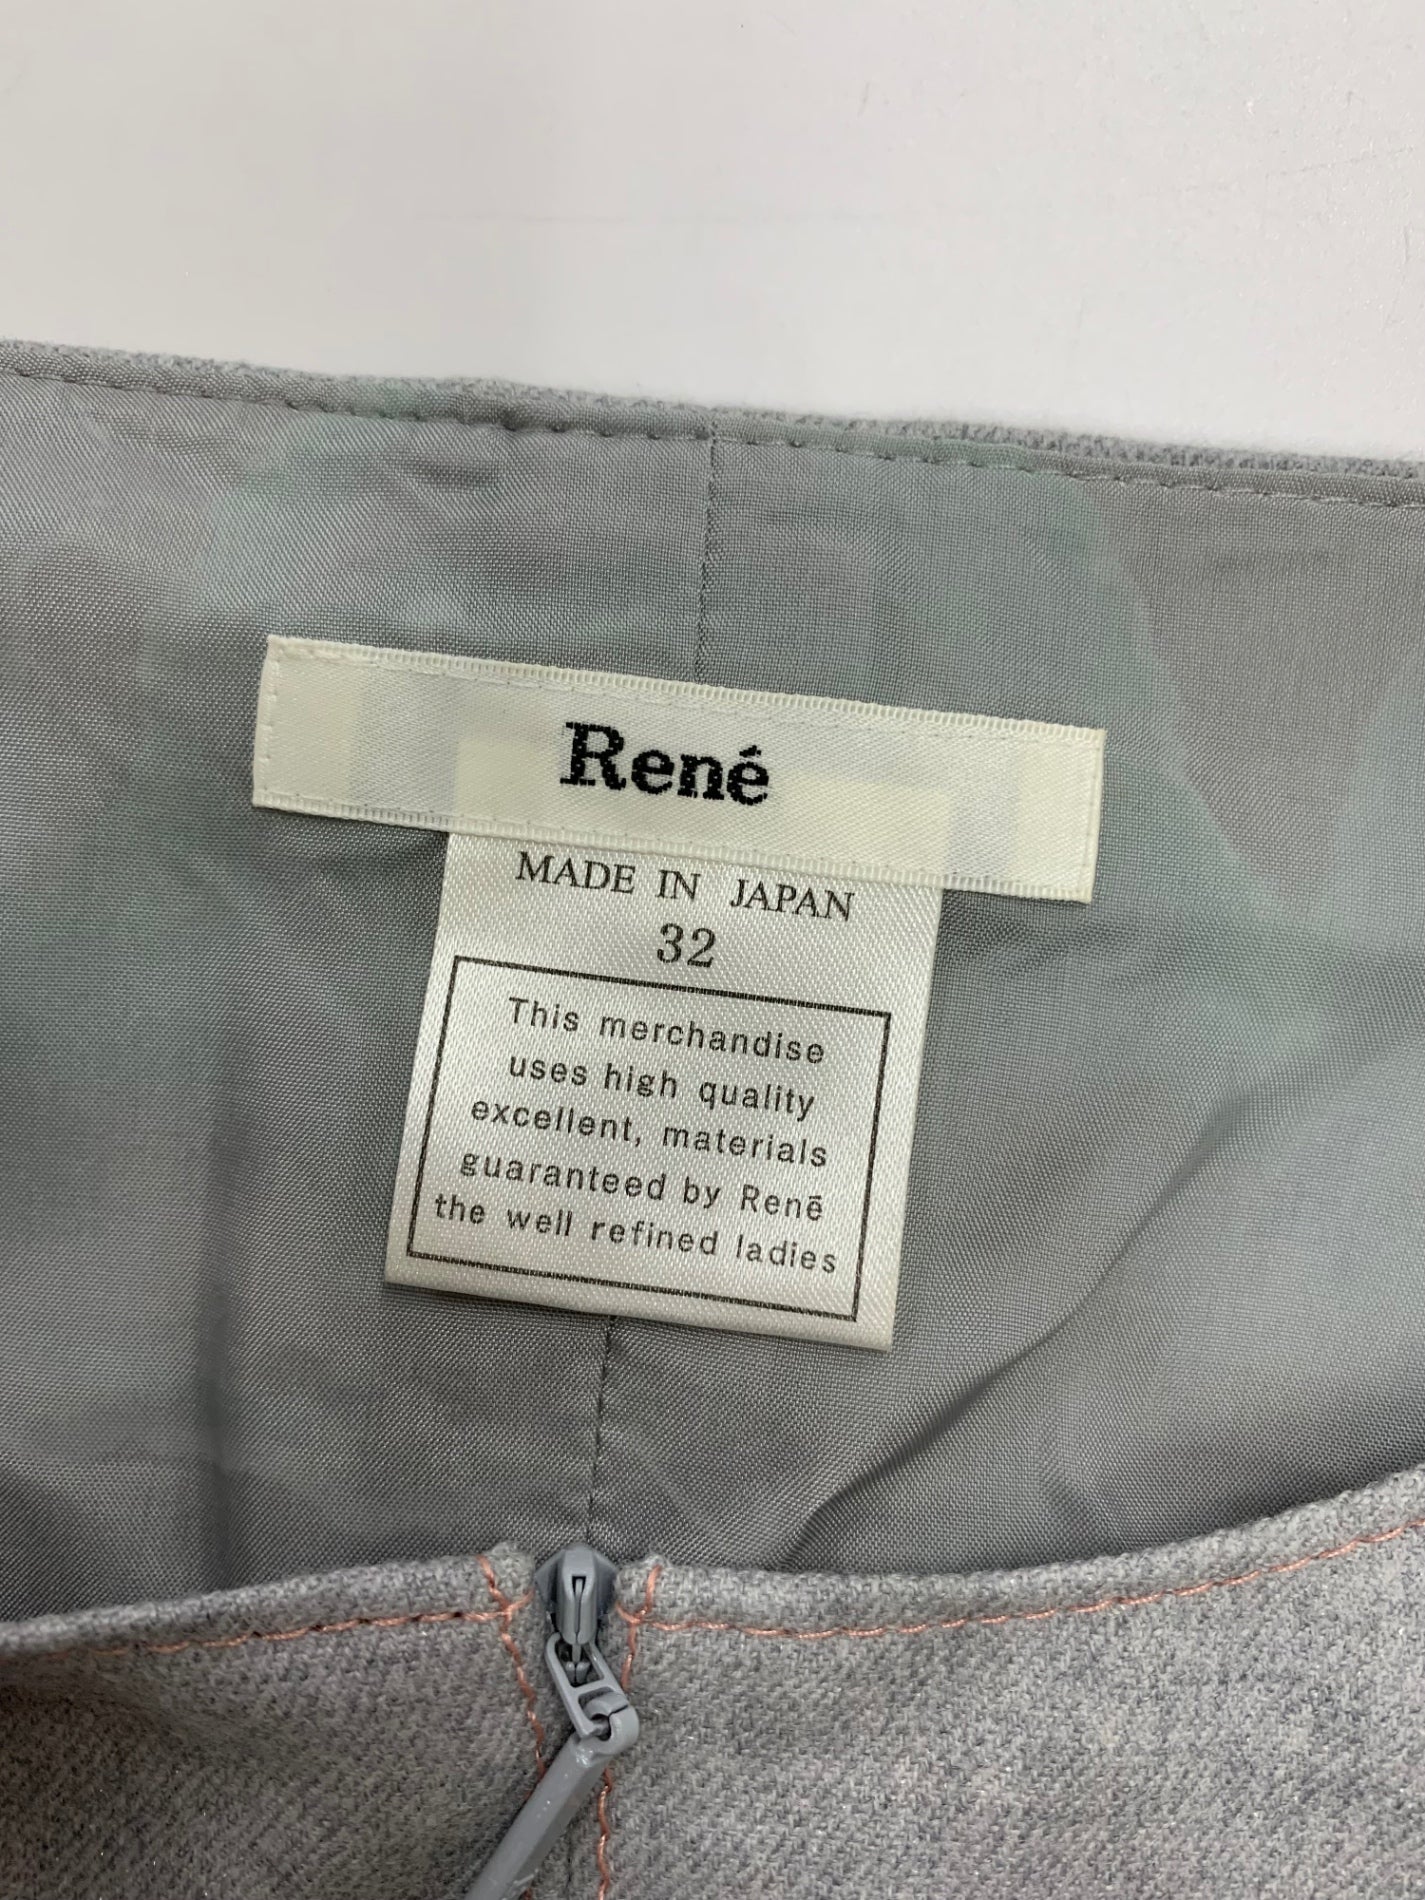 René
MADE IN JAPAN
32
This merchandise
uses high quality
excellent, materials
guaranteed by Renē
the well refined ladies